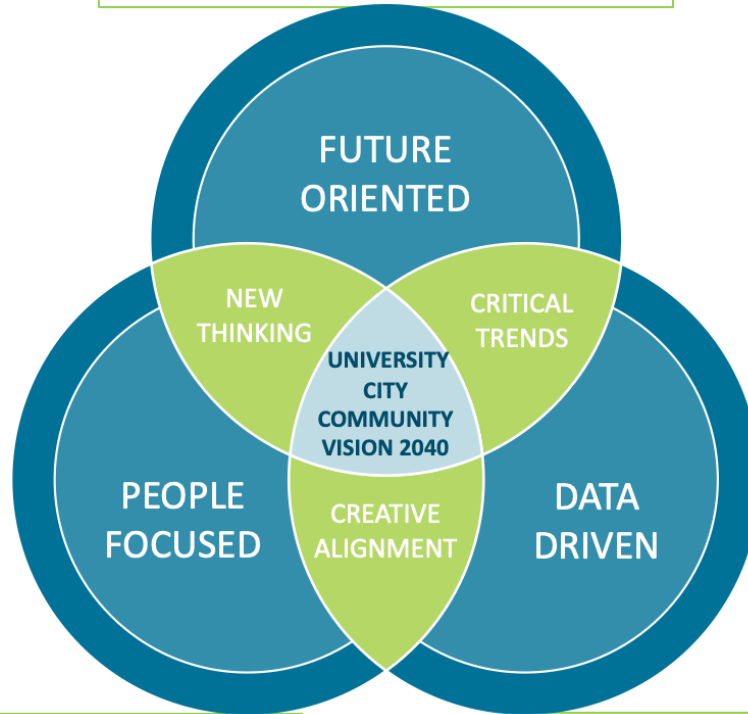 FUTURE
ORIENTED
NEW
THINKING
CRITICAL
TRENDS
UNIVERSITY
CITY
COMMUNITY
VISION 2040
PEOPLE
FOCUSED
CREATIVE
ALIGNMENT
DATA
DRIVEN